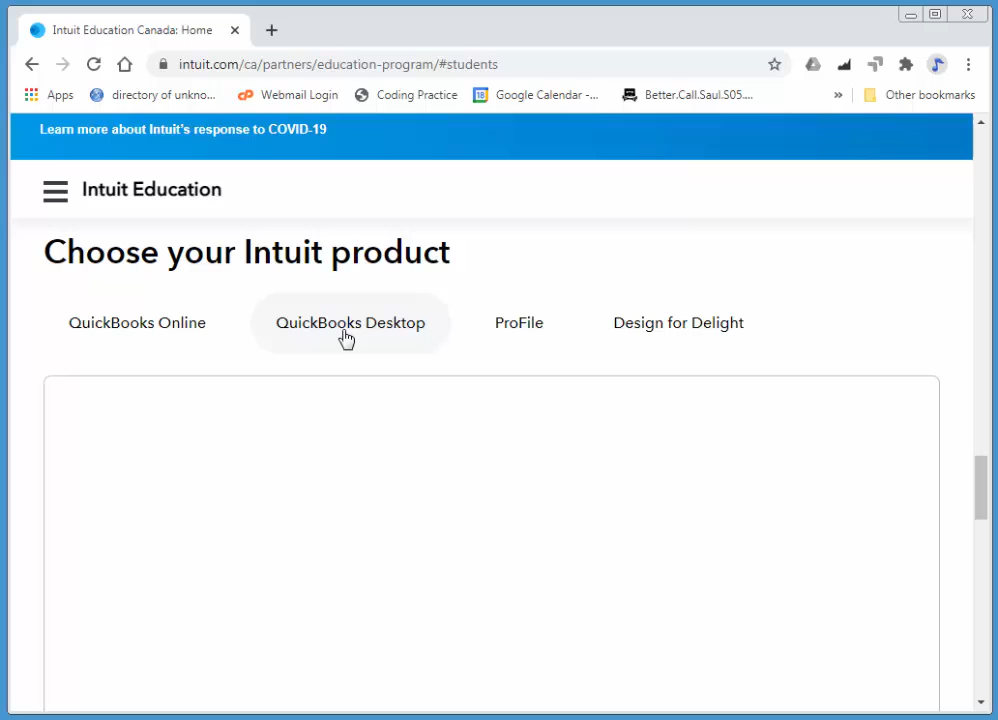 Intuit Education Canada: Home
intuit.com/ca/partners/education-program/#students
Apps directory of unkno... Webmail Login Coding Practice Google Calendar -... Better.Call.Saul.S05.... » Other bookmarks
Learn more about Intuit's response to COVID-19
Intuit Education
Choose your Intuit product
QuickBooks Online QuickBooks Desktop ProFile Design for Delight